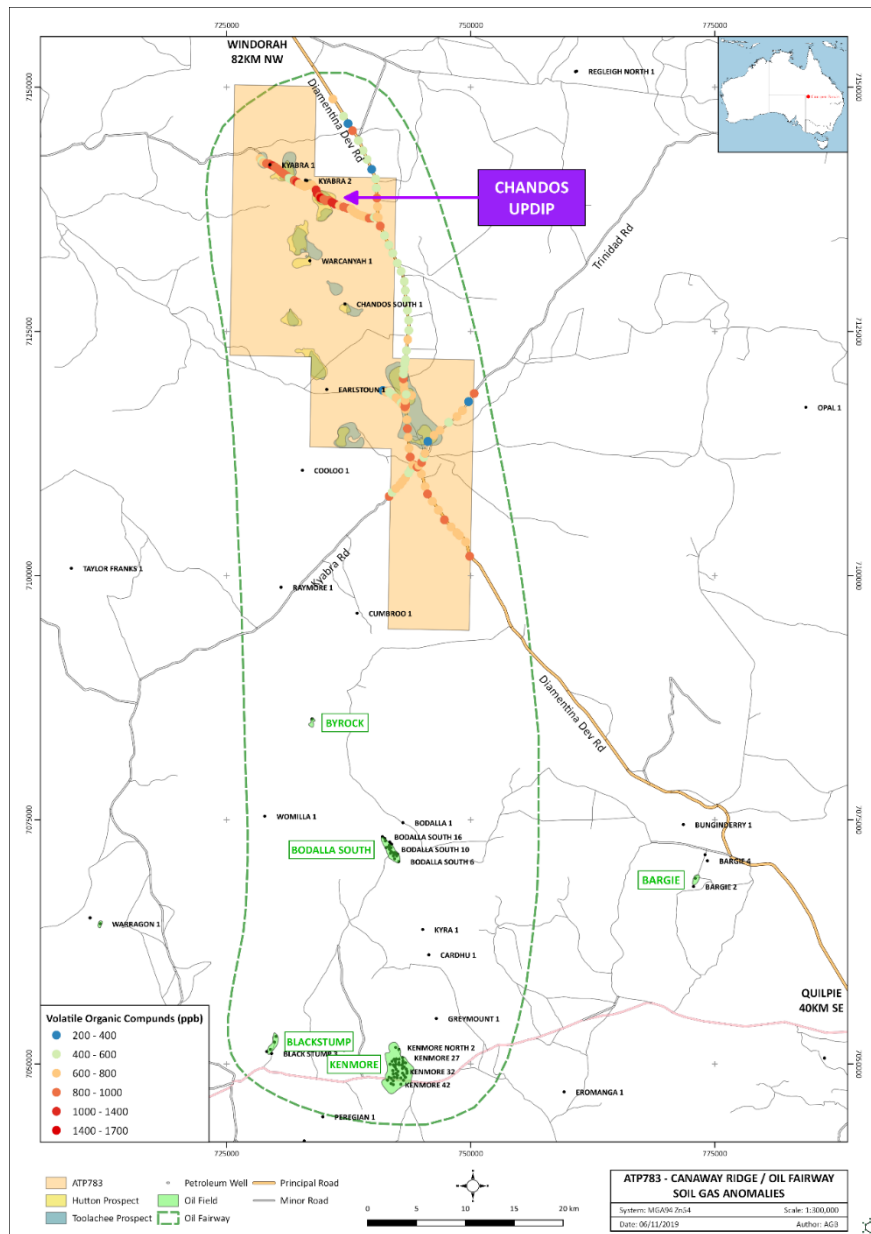 725000
750000
775000
WINDORAH
82KM NW
REGLEIGH NORTH 1
7150000
7150000
Diamentina Dev Rd
KYABRA 1
KYABRA 2
CHANDOS
UPDIP
Trinidad Rd
WARCANYAH 1
CHANDOS SOUTH 1
7125000
7125000
EARLSTOUN 1
OPAL 1
COOLOO 1
TAYLOR FRANKS 1
7100000
7100000
Kyabra Rd
RAYMORE 1
CUMBROO 1
Diamentina Dev Rd
BYROCK
WOMILLA 1
BODALLA 1
BUNGINDERRY 1
7075000
7075000
BODALLA SOUTH 16
BODALLA SOUTH
BODALLA SOUTH 10
BODALLA SOUTH 6
BARGIE 4
BARGIE
BARGIE 2
WARRAGON 1
KYRA 1
CARDHU 1
QUILPIE
40KM SE
GREYMOUNT 1
Volatile Organic Compunds (ppb)
200 - 400
400 - 600
600 - 800
800 - 1000
1000 - 1400
1400 - 1700
BLACKSTUMP
BLACK STUMP
KENMORE NORTH 2
KENMORE
KENMORE 27
KENMORE 32
KENMORE 42
7050000
7050000
EROMANGA 1
PEREGIAN 1
725000
750000
775000
ATP783
Hutton Prospect
Toolachee Prospect
Petroleum Well
Oil Field
Oil Fairway
Principal Road
Minor Road
0
5
10
15
20 km
ATP783 - CANAWAY RIDGE / OIL FAIRWAY
SOIL GAS ANOMALIES
System: MGA94 Zn54
Scale: 1:300,000
Date: 06/11/2019
Author: AGB